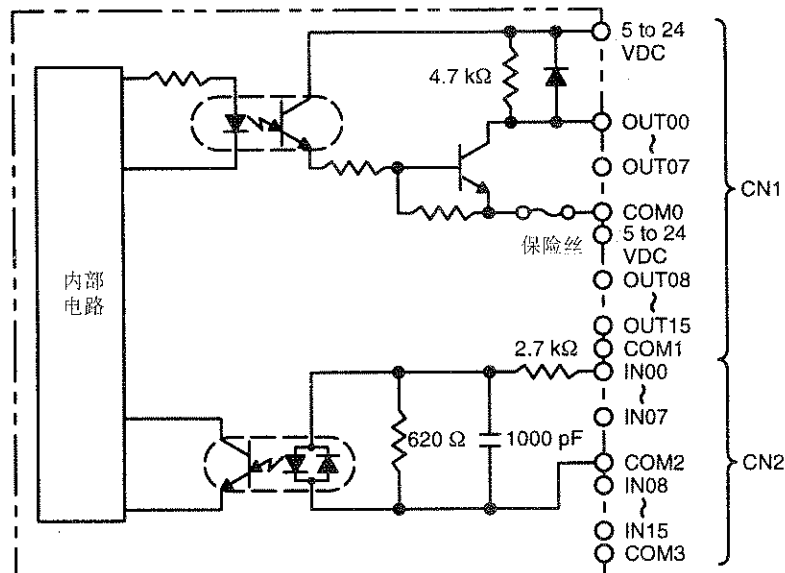 5 to 24
VDC
4.7 kΩ
OUT00
~
OUT07
CN1
COM0
保险丝
5 to 24
VDC
内部
电路
OUT08
~
OUT15
COM1
2.7 kΩ
IN00
~
IN07
620 Ω
1000 pF
COM2
CN2
IN08
~
IN15
COM3